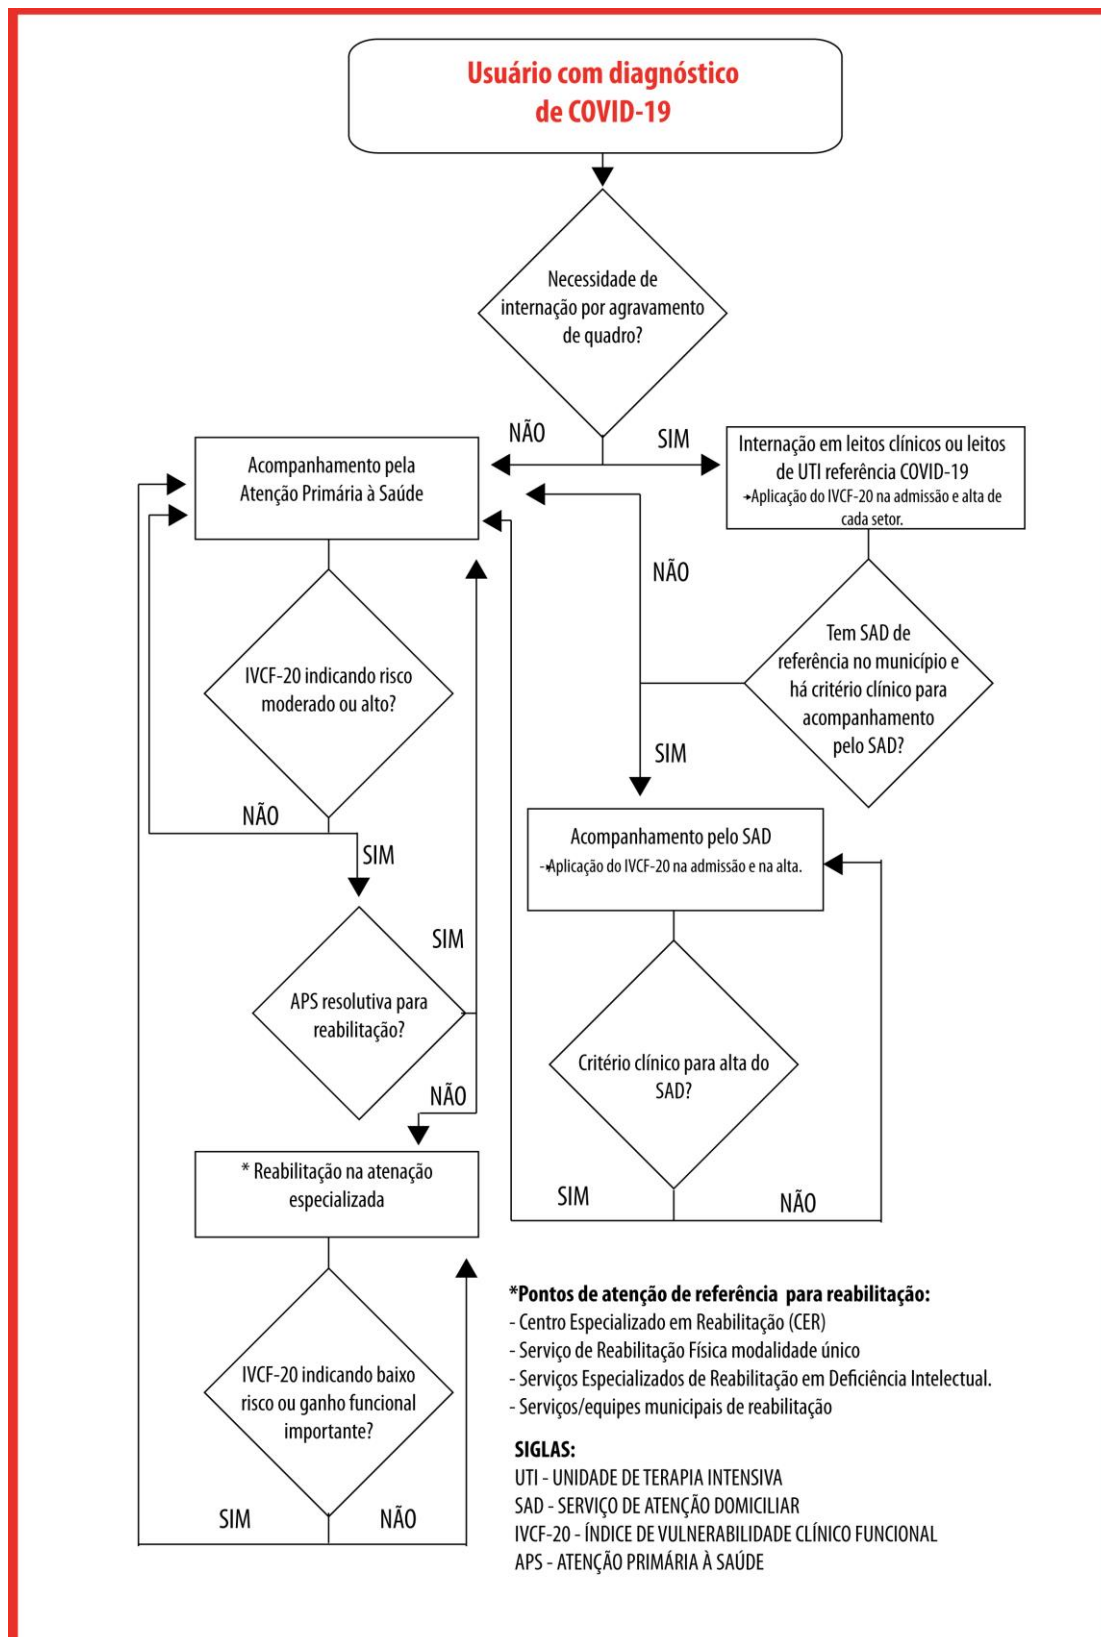 Usuário com diagnóstico
de COVID-19
Necessidade de
internação por agravamento
de quadro?
NÃO
SIM
Acompanhamento pela
Atenção Primária à Saúde
Internação em leitos clínicos ou leitos
de UTI referência COVID-19
→Aplicação do IVCF-20 na admissão e alta de
cada setor.
NÃO
IVCF-20 indicando risco
moderado ou alto?
Tem SAD de
referência no município e
há critério clínico para
acompanhamento
pelo SAD?
SIM
NÃO
SIM
Acompanhamento pelo SAD
→Aplicação do IVCF-20 na admissão e na alta.
SIM
APS resolutiva para
reabilitação?
Critério clínico para alta do
SAD?
NÃO
* Reabilitação na atenação
especializada
SIM
NÃO
IVCF-20 indicando baixo
risco ou ganho funcional
importante?
SIM
NÃO
*Pontos de atenção de referência para reabilitação:
- Centro Especializado em Reabilitação (CER)
- Serviço de Reabilitação Física modalidade único
- Serviços Especializados de Reabilitação em Deficiência Intelectual.
- Serviços/equipes municipais de reabilitação
SIGLAS:
UTI - UNIDADE DE TERAPIA INTENSIVA
SAD - SERVIÇO DE ATENÇÃO DOMICILIAR
IVCF-20 - ÍNDICE DE VULNERABILIDADE CLÍNICO FUNCIONAL
APS - ATENÇÃO PRIMÁRIA À SAÚDE